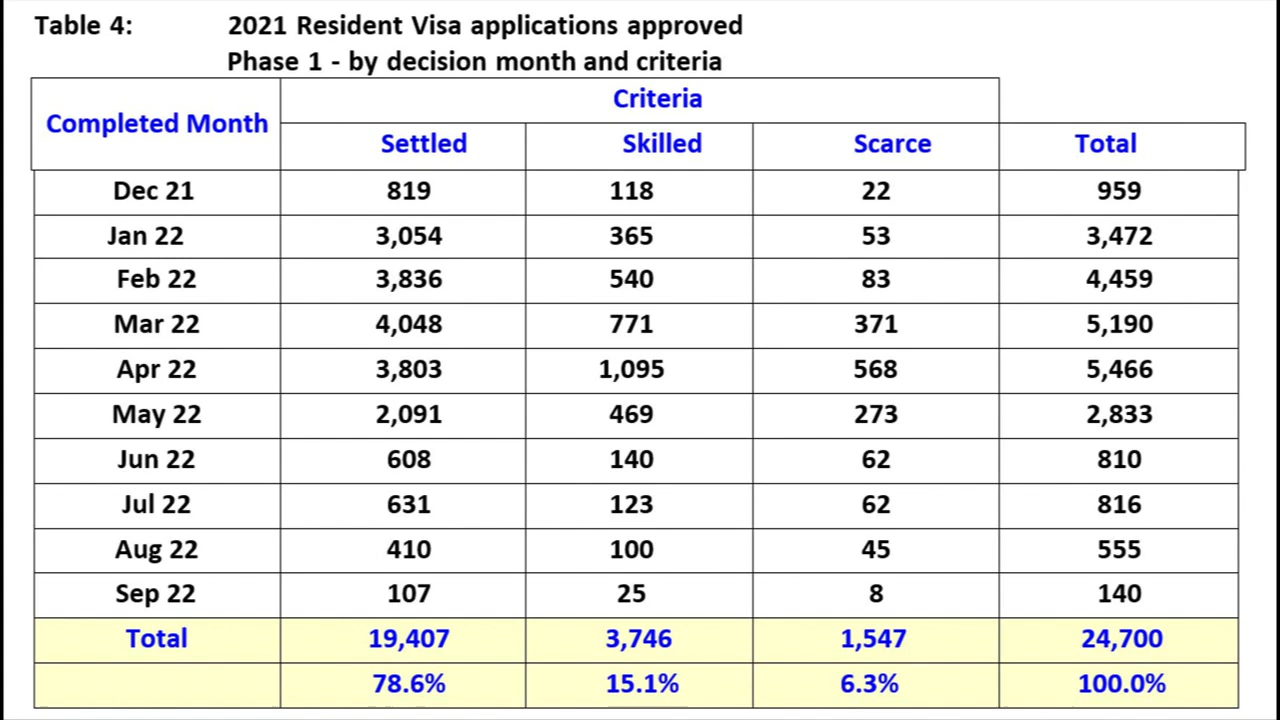 Table 4: 2021 Resident Visa applications approved
Phase 1 - by decision month and criteria
Completed Month Criteria
Settled Skilled Scarce Total
Dec 21 819 118 22 959
Jan 22 3,054 365 53 3,472
Feb 22 3,836 540 83 4,459
Mar 22 4,048 771 371 5,190
Apr 22 3,803 1,095 568 5,466
May 22 2,091 469 273 2,833
Jun 22 608 140 62 810
Jul 22 631 123 62 816
Aug 22 410 100 45 555
Sep 22 107 25 8 140
Total 19,407 3,746 1,547 24,700
78.6% 15.1% 6.3% 100.0%